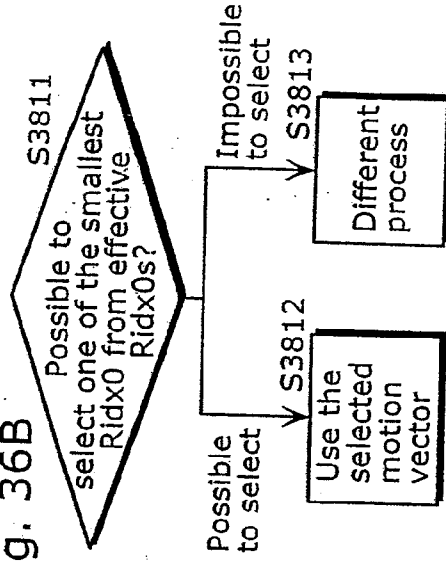 g. 36B
S3811
Possible to
select one of the smallest
Ridx0 from effective
Ridx0s?
Possible
to select
Impossible
to select
S3812
Use the
selected
motion
vector
S3813
Different
process